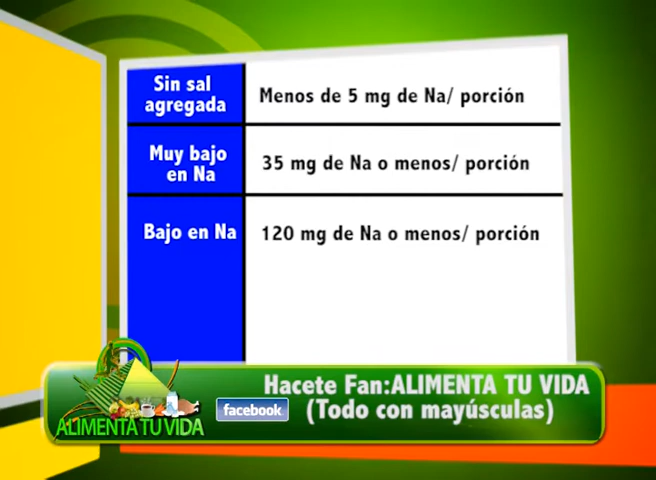 Sin sal
agregada
Menos de 5 mg de Na/ porción
Muy bajo
en Na
35 mg de Na o menos/ porción
Bajo en Na
120 mg de Na o menos/ porción
Hacete Fan:ALIMENTA TU VIDA
(Todo con mayúsculas)
facebook
ALIMENTA TU VIDA